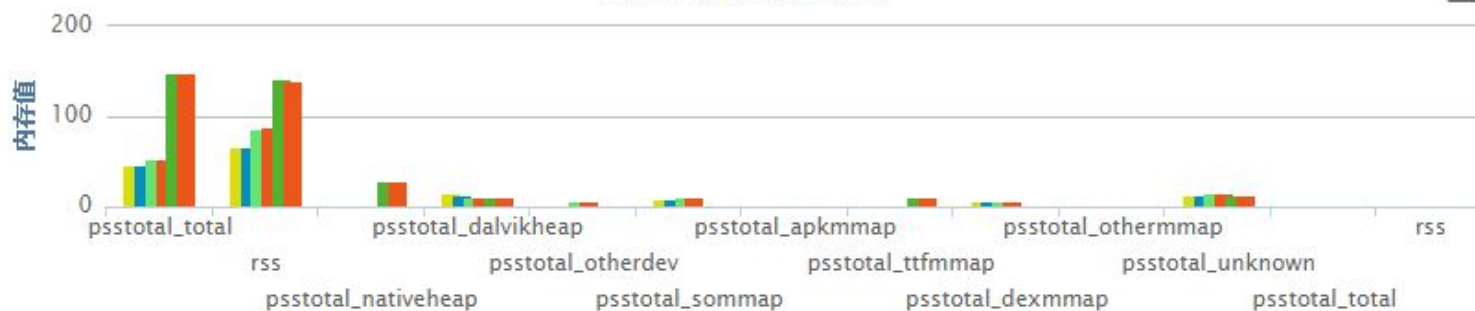 200
100
0
内存值
psstotal_total psstotal_dalvikheap psstotal_apkmmap psstotal_othermmap rss
rss psstotal_otherdev psstotal_ttfmmap psstotal_unknown
psstotal_nativeheap psstotal_sommap psstotal_dexmmap psstotal_total